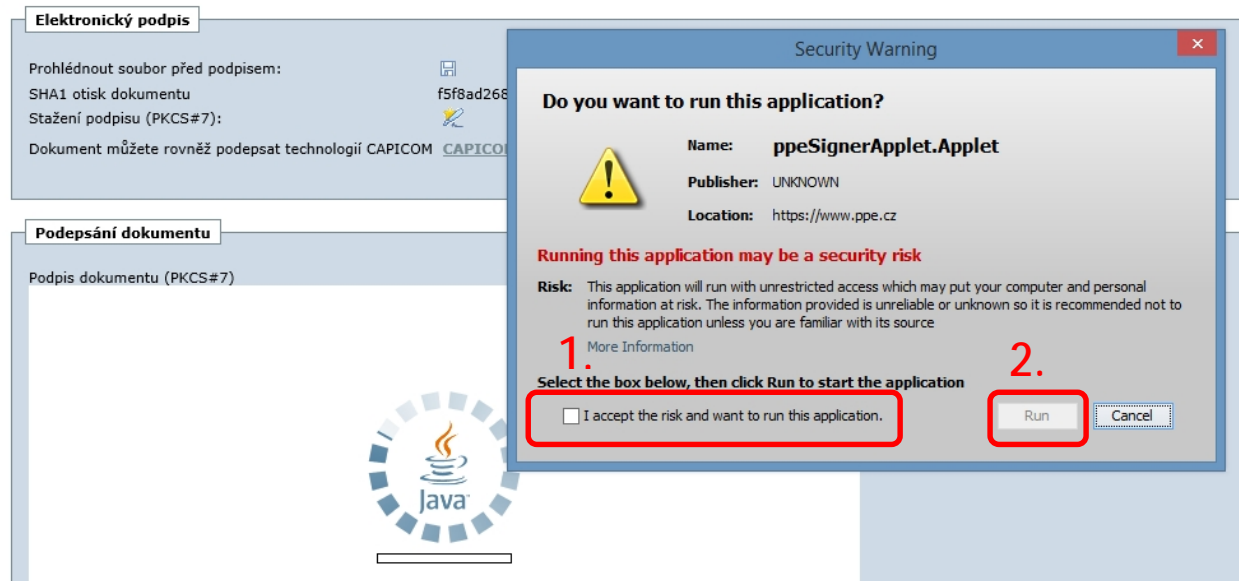 Elektronický podpis
Prohlédnout soubor před podpisem:
SHA1 otisk dokumentu f5f8ad268
Stažení podpisu (PKCS#7):
Dokument můžete rovněž podepsat technologií CAPICOM CAPICO
Podepsání dokumentu
Podpis dokumentu (PKCS#7)
Java
Security Warning
Do you want to run this application?
Name: ppeSignerApplet.Applet
Publisher: UNKNOWN
Location: https://www.ppe.cz
Running this application may be a security risk
Risk: This application will run with unrestricted access which may put your computer and personal
information at risk. The information provided is unreliable or unknown so it is recommended not to
run this application unless you are familiar with its source
More Information
1.
2.
Select the box below, then click Run to start the application
I accept the risk and want to run this application.
Run
Cancel